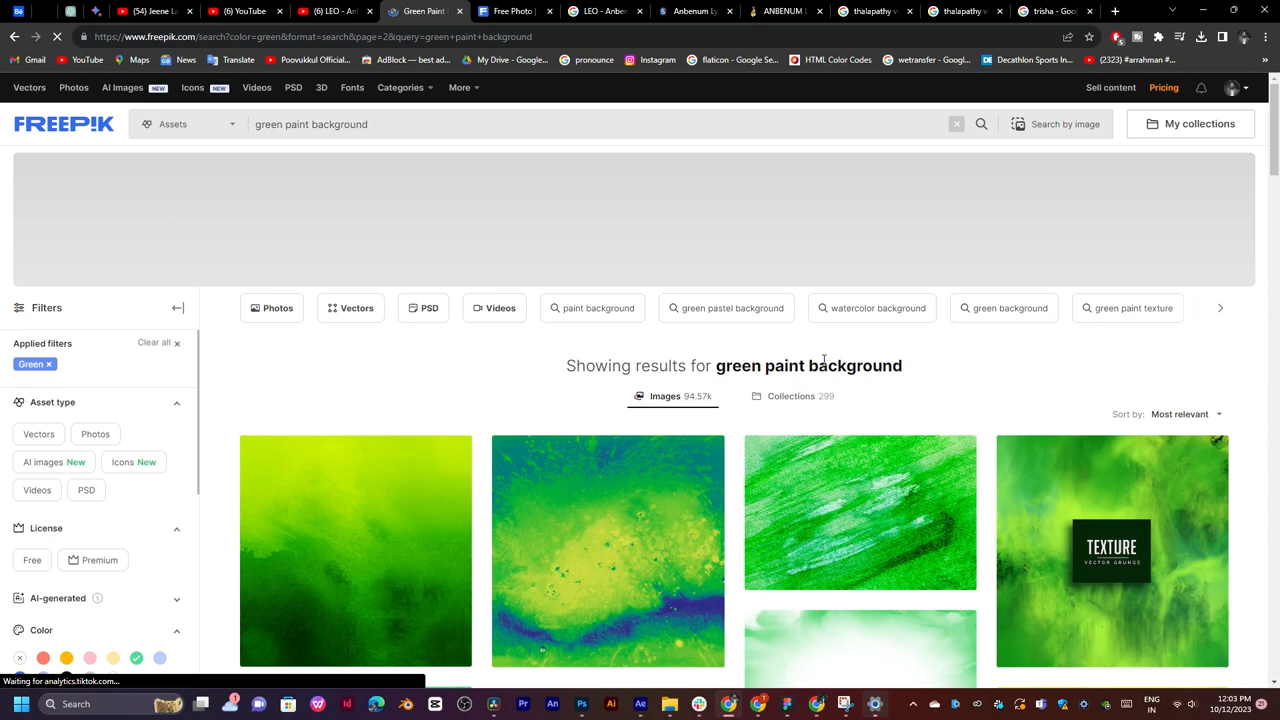 (54) Jeene La
(6) YouTube
(6) LEO - An
Green Paint
Free Photo
LEO - Anben
Anbenum Ly
ANBENUM L
thalapathy v
thalapathy v
trisha - Goo
https://www.freepik.com/search?color=green&format=search&page=2&query=green+paint+background
Gmail YouTube Maps News Translate Poovukkul Official... AdBlock — best ad... My Drive - Google... pronounce Instagram flaticon - Google Se... HTML Color Codes wetransfer - Googl... Decathlon Sports In... (2323) #arrahman #...
Vectors Photos AI Images NEW Icons NEW Videos PSD 3D Fonts Categories More Sell content Pricing
FREEPIK Assets green paint background Search by image My collections
Filters
Photos Vectors PSD Videos paint background green pastel background watercolor background green background green paint texture
Applied filters Clear all
Green
Showing results for green paint background
Images 94.57k Collections 299
Sort by: Most relevant
Asset type
Vectors Photos
AI images New Icons New
Videos PSD
License
Free Premium
AI-generated
Color
TEXTURE
VECTOR GRUNGE
Waiting for analytics.tiktok.com...
Search
ENG
IN
12:03 PM
10/12/2023